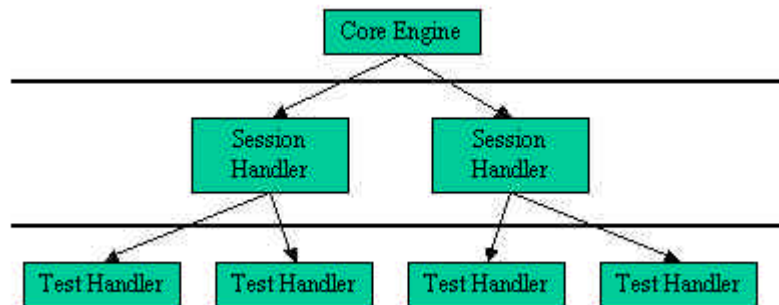 Core Engine
Session
Handler
Session
Handler
Test Handler
Test Handler
Test Handler
Test Handler